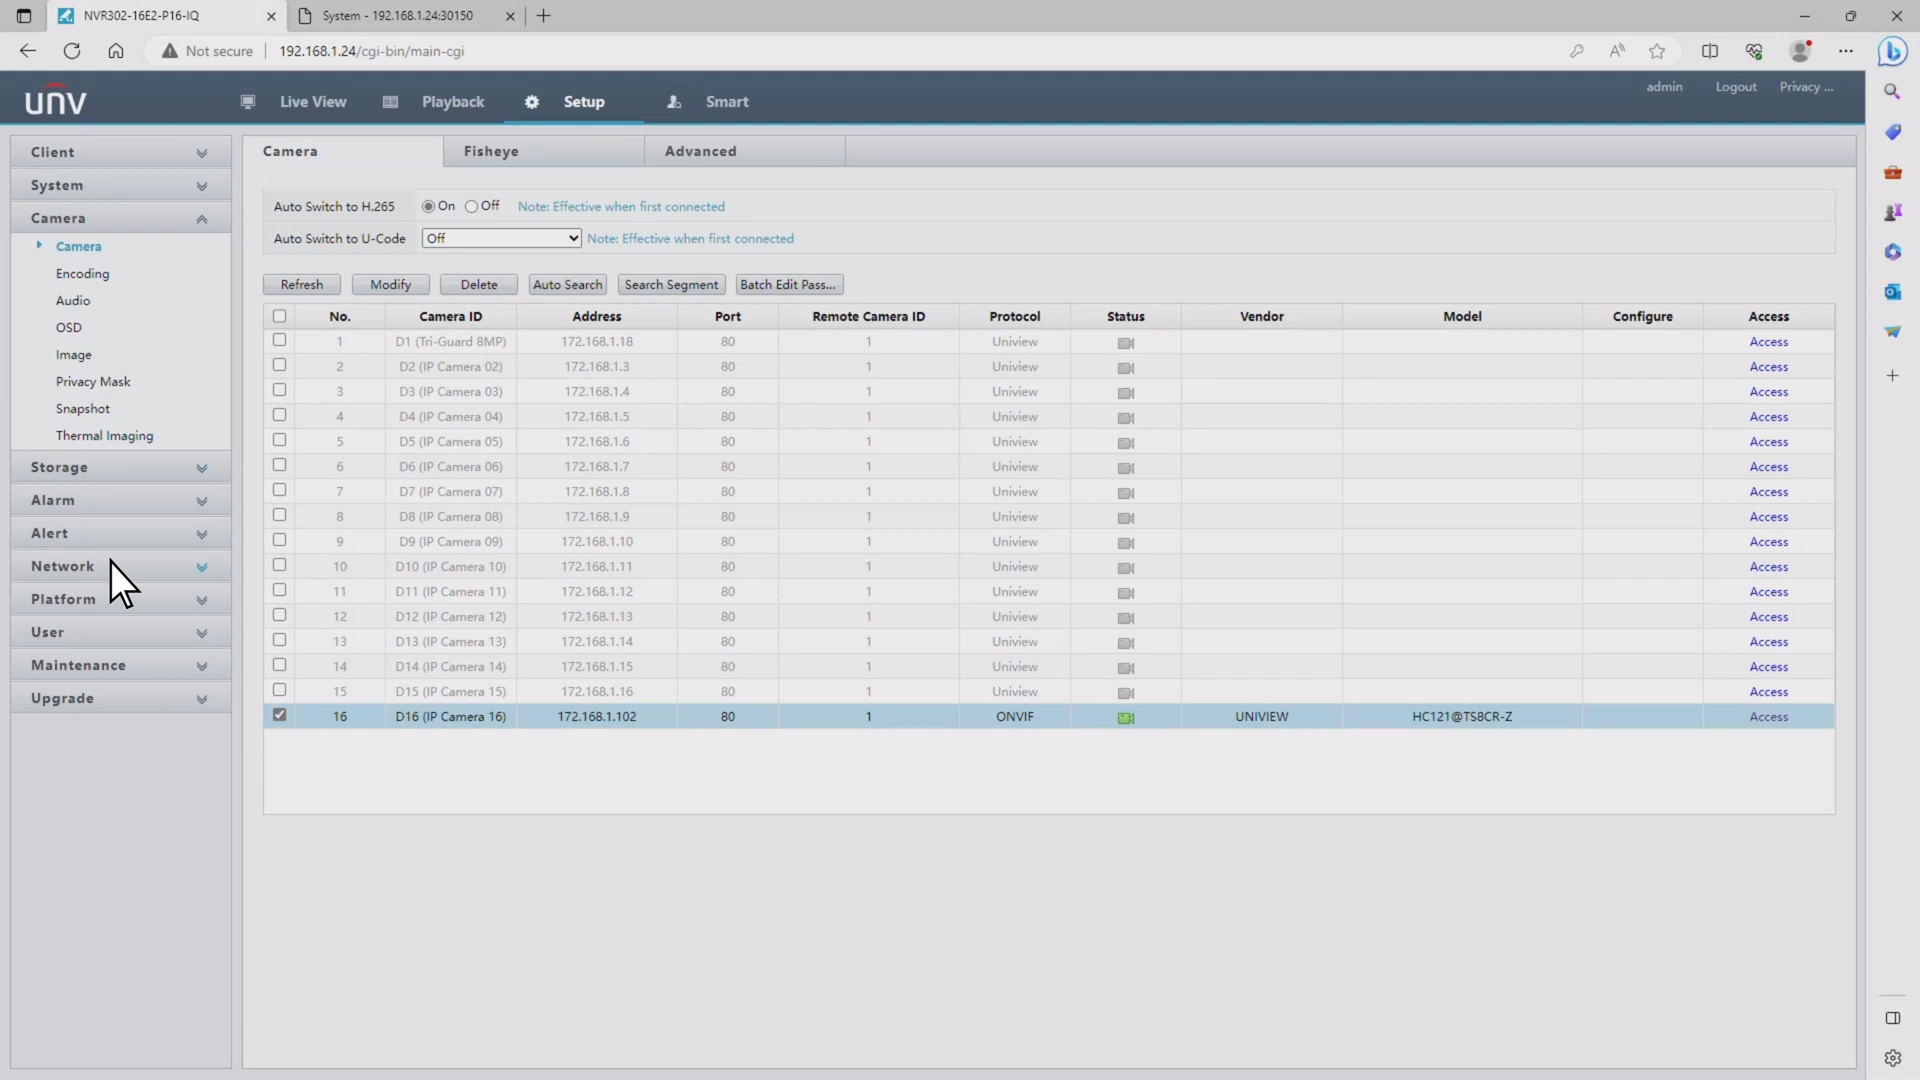 NVR302-16E2-P16-IQ
System - 192.168.1.24:30150
Not secure | 192.168.1.24/cgi-bin/main-cgi
unv
Live View Playback Setup Smart
admin Logout Privacy ...
Client
System
Camera
Camera
Encoding
Audio
OSD
Image
Privacy Mask
Snapshot
Thermal Imaging
Storage
Alarm
Alert
Network
Platform
User
Maintenance
Upgrade
Camera Fisheye Advanced
Auto Switch to H.265 On Off Note: Effective when first connected
Auto Switch to U-Code Off Note: Effective when first connected
Refresh Modify Delete Auto Search Search Segment Batch Edit Pass...
No. Camera ID Address Port Remote Camera ID Protocol Status Vendor Model Configure Access
1 D1 (Tri-Guard 8MP) 172.168.1.18 80 1 Uniview Access
2 D2 (IP Camera 02) 172.168.1.3 80 1 Uniview Access
3 D3 (IP Camera 03) 172.168.1.4 80 1 Uniview Access
4 D4 (IP Camera 04) 172.168.1.5 80 1 Uniview Access
5 D5 (IP Camera 05) 172.168.1.6 80 1 Uniview Access
6 D6 (IP Camera 06) 172.168.1.7 80 1 Uniview Access
7 D7 (IP Camera 07) 172.168.1.8 80 1 Uniview Access
8 D8 (IP Camera 08) 172.168.1.9 80 1 Uniview Access
9 D9 (IP Camera 09) 172.168.1.10 80 1 Uniview Access
10 D10 (IP Camera 10) 172.168.1.11 80 1 Uniview Access
11 D11 (IP Camera 11) 172.168.1.12 80 1 Uniview Access
12 D12 (IP Camera 12) 172.168.1.13 80 1 Uniview Access
13 D13 (IP Camera 13) 172.168.1.14 80 1 Uniview Access
14 D14 (IP Camera 14) 172.168.1.15 80 1 Uniview Access
15 D15 (IP Camera 15) 172.168.1.16 80 1 Uniview Access
16 D16 (IP Camera 16) 172.168.1.102 80 1 ONVIF UNIVIEW HC121@TS8CR-Z Access